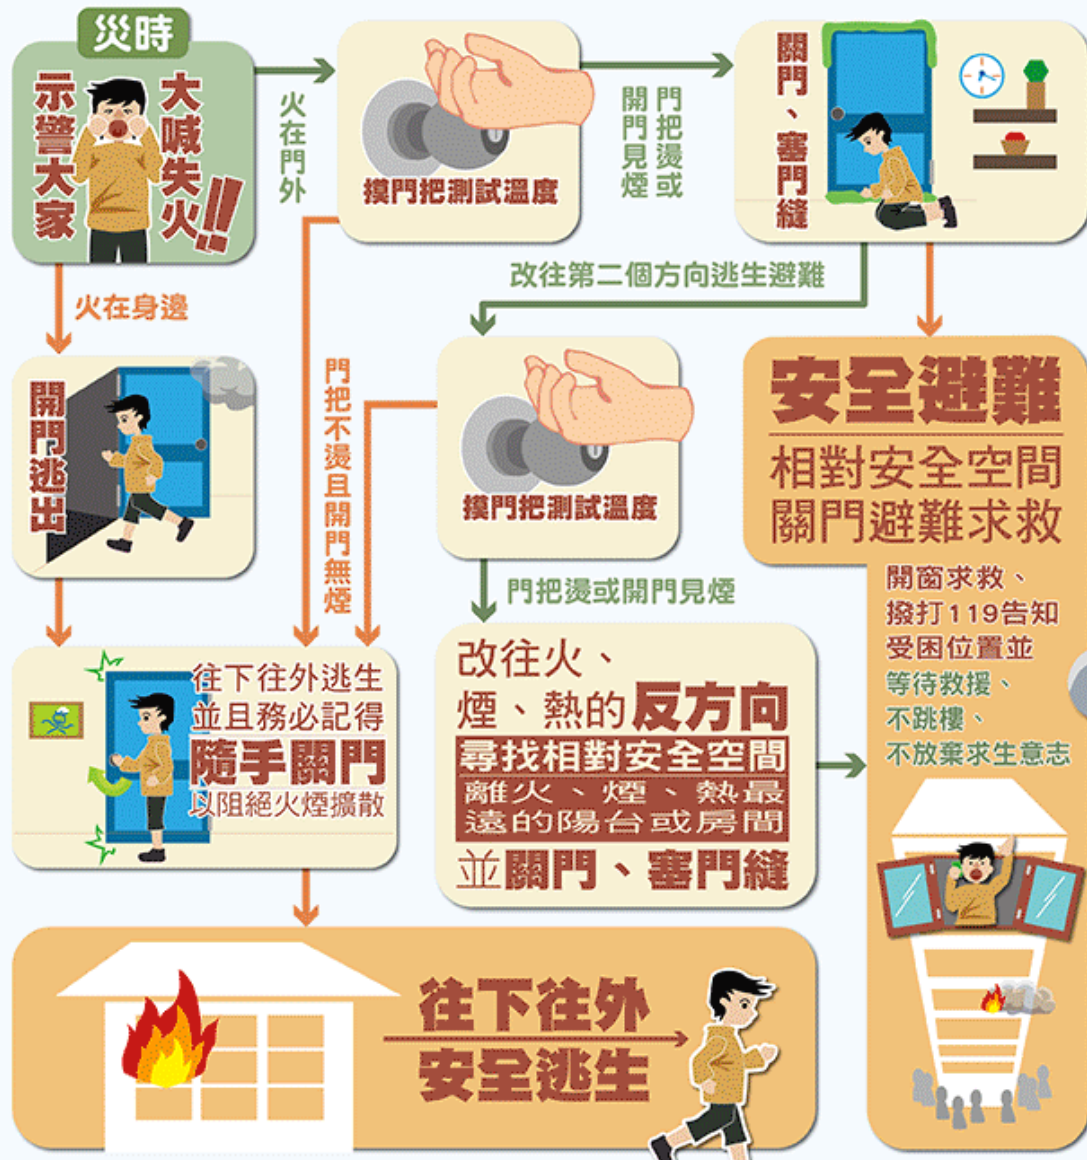 災時
大喊失火!!
示警大家
火在門外
摸門把測試溫度
門把燙或
開門見煙
關門、塞門縫
火在身邊
改往第二個方向逃生避難
開門逃出
門把不燙且開門無煙
摸門把測試溫度
安全避難
相對安全空間
關門避難求救
開窗求救、
撥打119告知
受困位置並
等待救援、
不跳樓、
不放棄求生意志
門把燙或開門見煙
往下往外逃生
並且務必記得
隨手關門
以阻絕火煙擴散
改往火、
煙、熱的反方向
尋找相對安全空間
離火、煙、熱最
遠的陽台或房間
並關門、塞門縫
往下往外
安全逃生